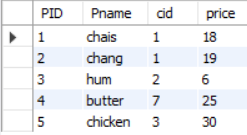 PID Pname cid price
1 chais 1 18
2 chang 1 19
3 hum 2 6
4 butter 7 25
5 chicken 3 30